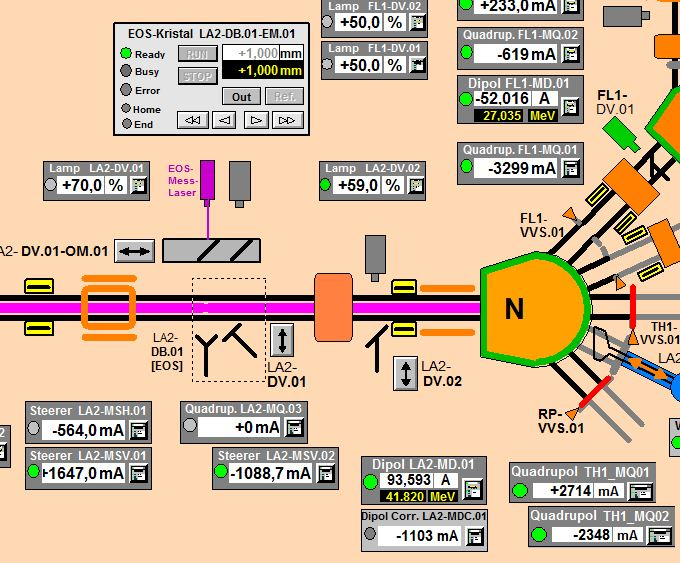 Lamp FL1-DV.02
+50,0 %
Lamp FL1-DV.01
+50,0 %
+233,0 mA
Quadrup. FL1-MQ.02
-619 mA
Dipol FL1-MD.01
-52,016 A
27,035 MeV
Quadrup. FL1-MQ.01
-3299 mA
FL1-
DV.01
EOS-Kristal LA2-DB.01-EM.01
Ready
Busy
Error
Home
End
RUN
STOP
+1,000 mm
+1,000 mm
Out
Ref.
Lamp LA2-DV.01
+70,0 %
EOS-
Mess-
Laser
Lamp LA2-DV.02
+59,0 %
FL1-
VVS.01
A2- DV.01-OM.01
N
LA2-
DB.01
[EOS]
LA2-
DV.01
LA2-
DV.02
TH1-
VVS.01
LA2
RP-
VVS.01
Steerer LA2-MSH.01
-564,0 mA
Quadrup. LA2-MQ.03
+0 mA
Steerer LA2-MSV.01
+1647,0 mA
Steerer LA2-MSV.02
-1088,7 mA
Dipol LA2-MD.01
93,593 A
41.820 MeV
Dipol Corr. LA2-MDC.01
-1103 mA
Quadrupol TH1_MQ01
+2714 mA
Quadrupol TH1_MQ02
-2348 mA